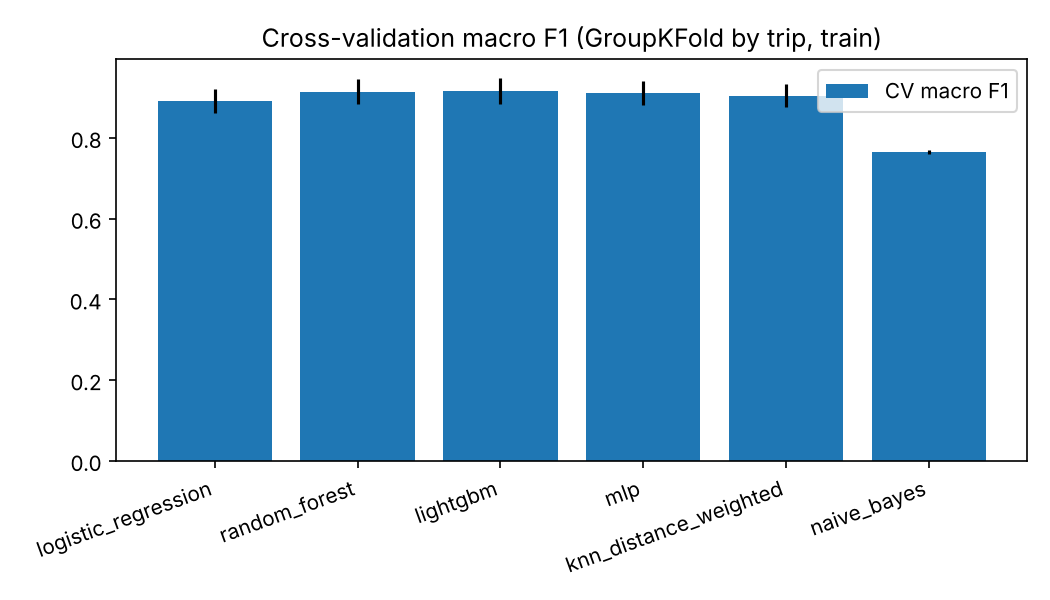 Cross-validation macro F1 (GroupKFold by trip, train)
CV macro F1
0.8
0.6
0.4
0.2
0.0
logistic_regression
random_forest
lightgbm
mlp
knn_distance_weighted
naive_bayes